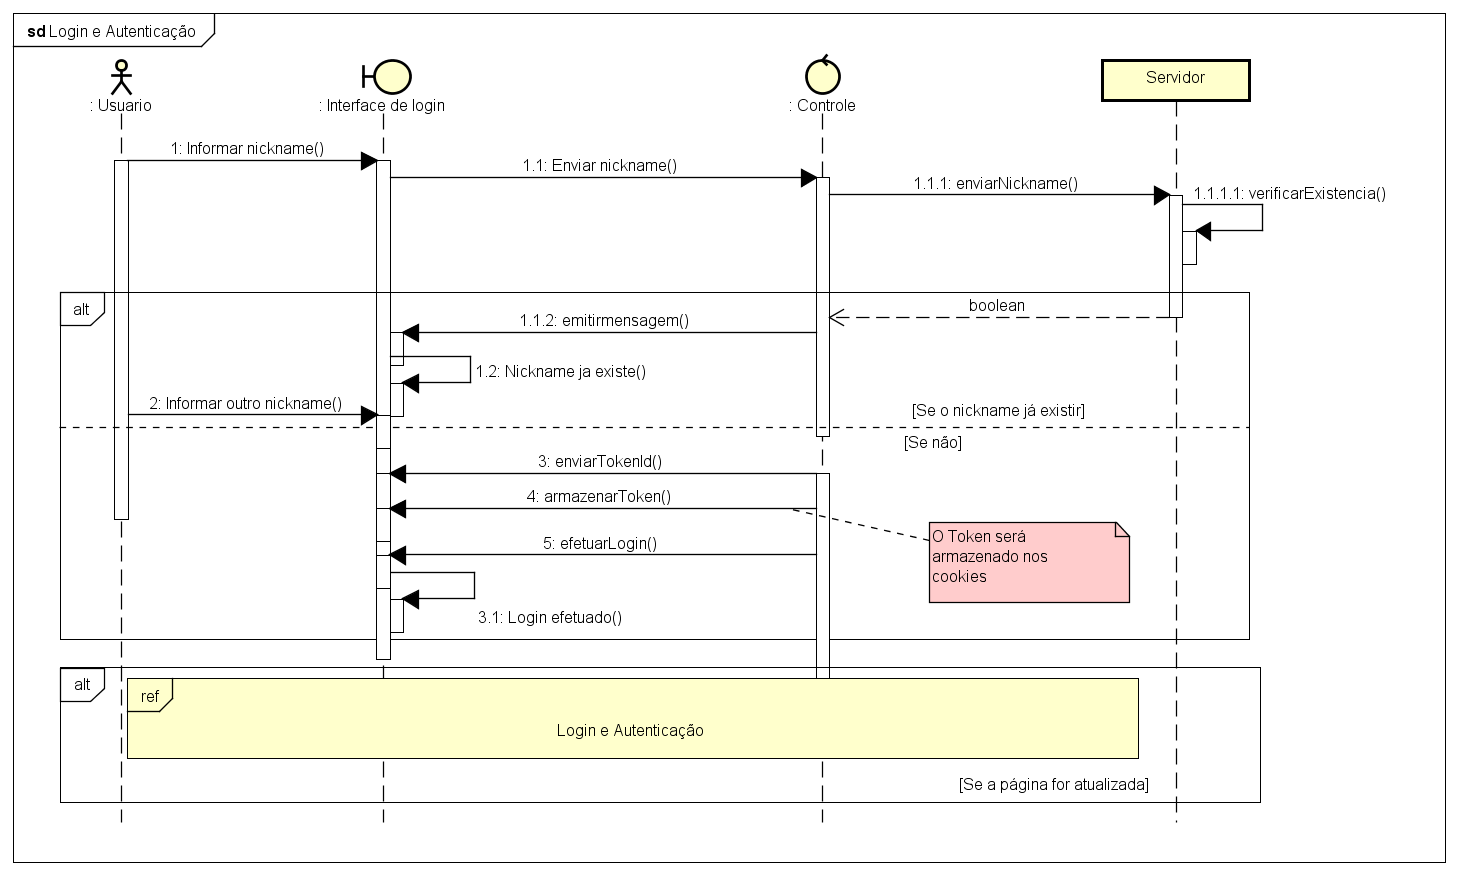 sd Login e Autenticação
: Usuario
: Interface de login
: Controle
Servidor
1: Informar nickname()
1.1: Enviar nickname()
1.1.1: enviarNickname()
1.1.1.1: verificarExistencia()
alt
boolean
1.1.2: emitirmensagem()
1.2: Nickname ja existe()
2: Informar outro nickname()
[Se o nickname já existir]
[Se não]
3: enviarTokenId()
4: armazenarToken()
O Token será
armazenado nos
cookies
5: efetuarLogin()
3.1: Login efetuado()
alt
ref
Login e Autenticação
[Se a página for atualizada]